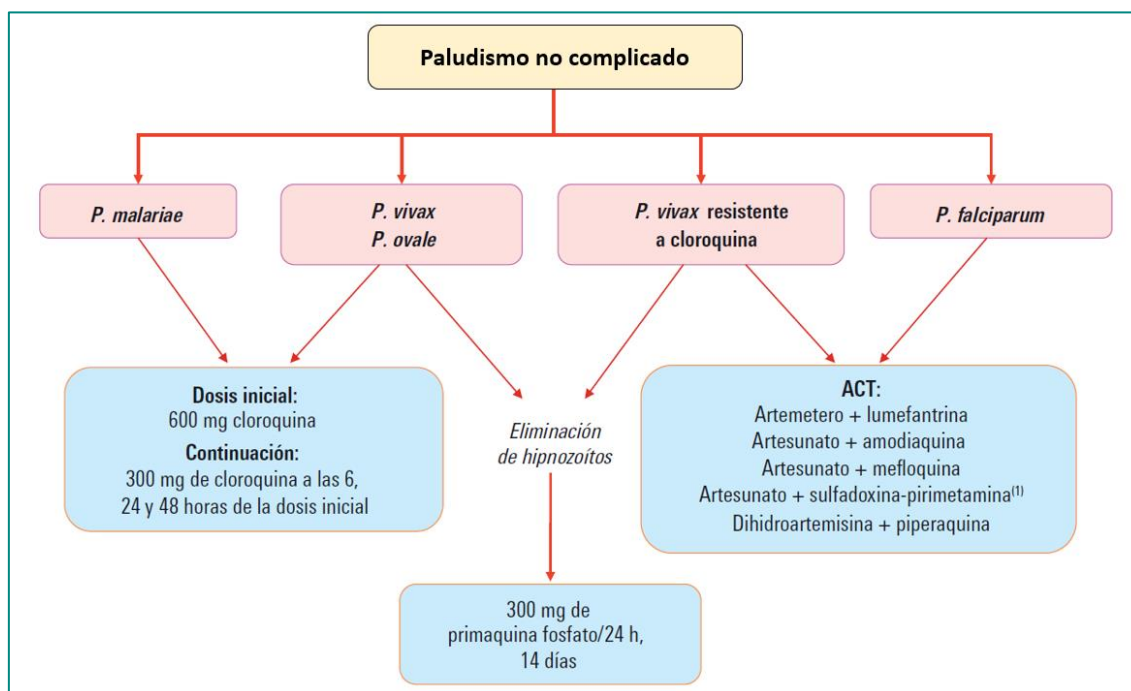 Paludismo no complicado
P. malariae
P. vivax
P. ovale
P. vivax resistente
a cloroquina
P. falciparum
Dosis inicial:
600 mg cloroquina
Continuación:
300 mg de cloroquina a las 6,
24 y 48 horas de la dosis inicial
Eliminación
de hipnozoítos
ACT:
Artemetero + lumefantrina
Artesunato + amodiaquina
Artesunato + mefloquina
Artesunato + sulfadoxina-pirimetamina(1)
Dihidroartemisina + piperaquina
300 mg de
primaquina fosfato/24 h,
14 días